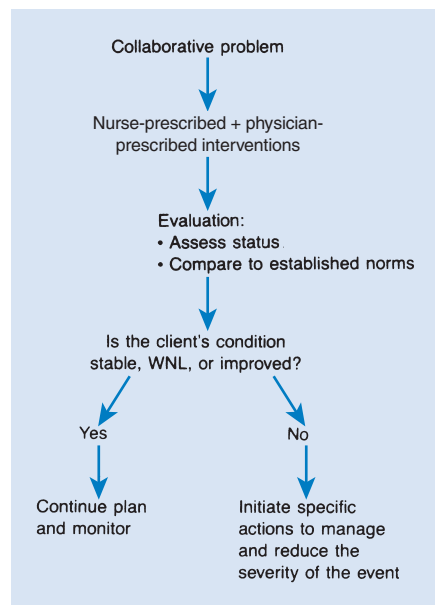 Collaborative problem
Nurse-prescribed + physician-
prescribed interventions
Evaluation:
• Assess status
• Compare to established norms
Is the client's condition
stable, WNL, or improved?
Yes
No
Continue plan
and monitor
Initiate specific
actions to manage
and reduce the
severity of the event